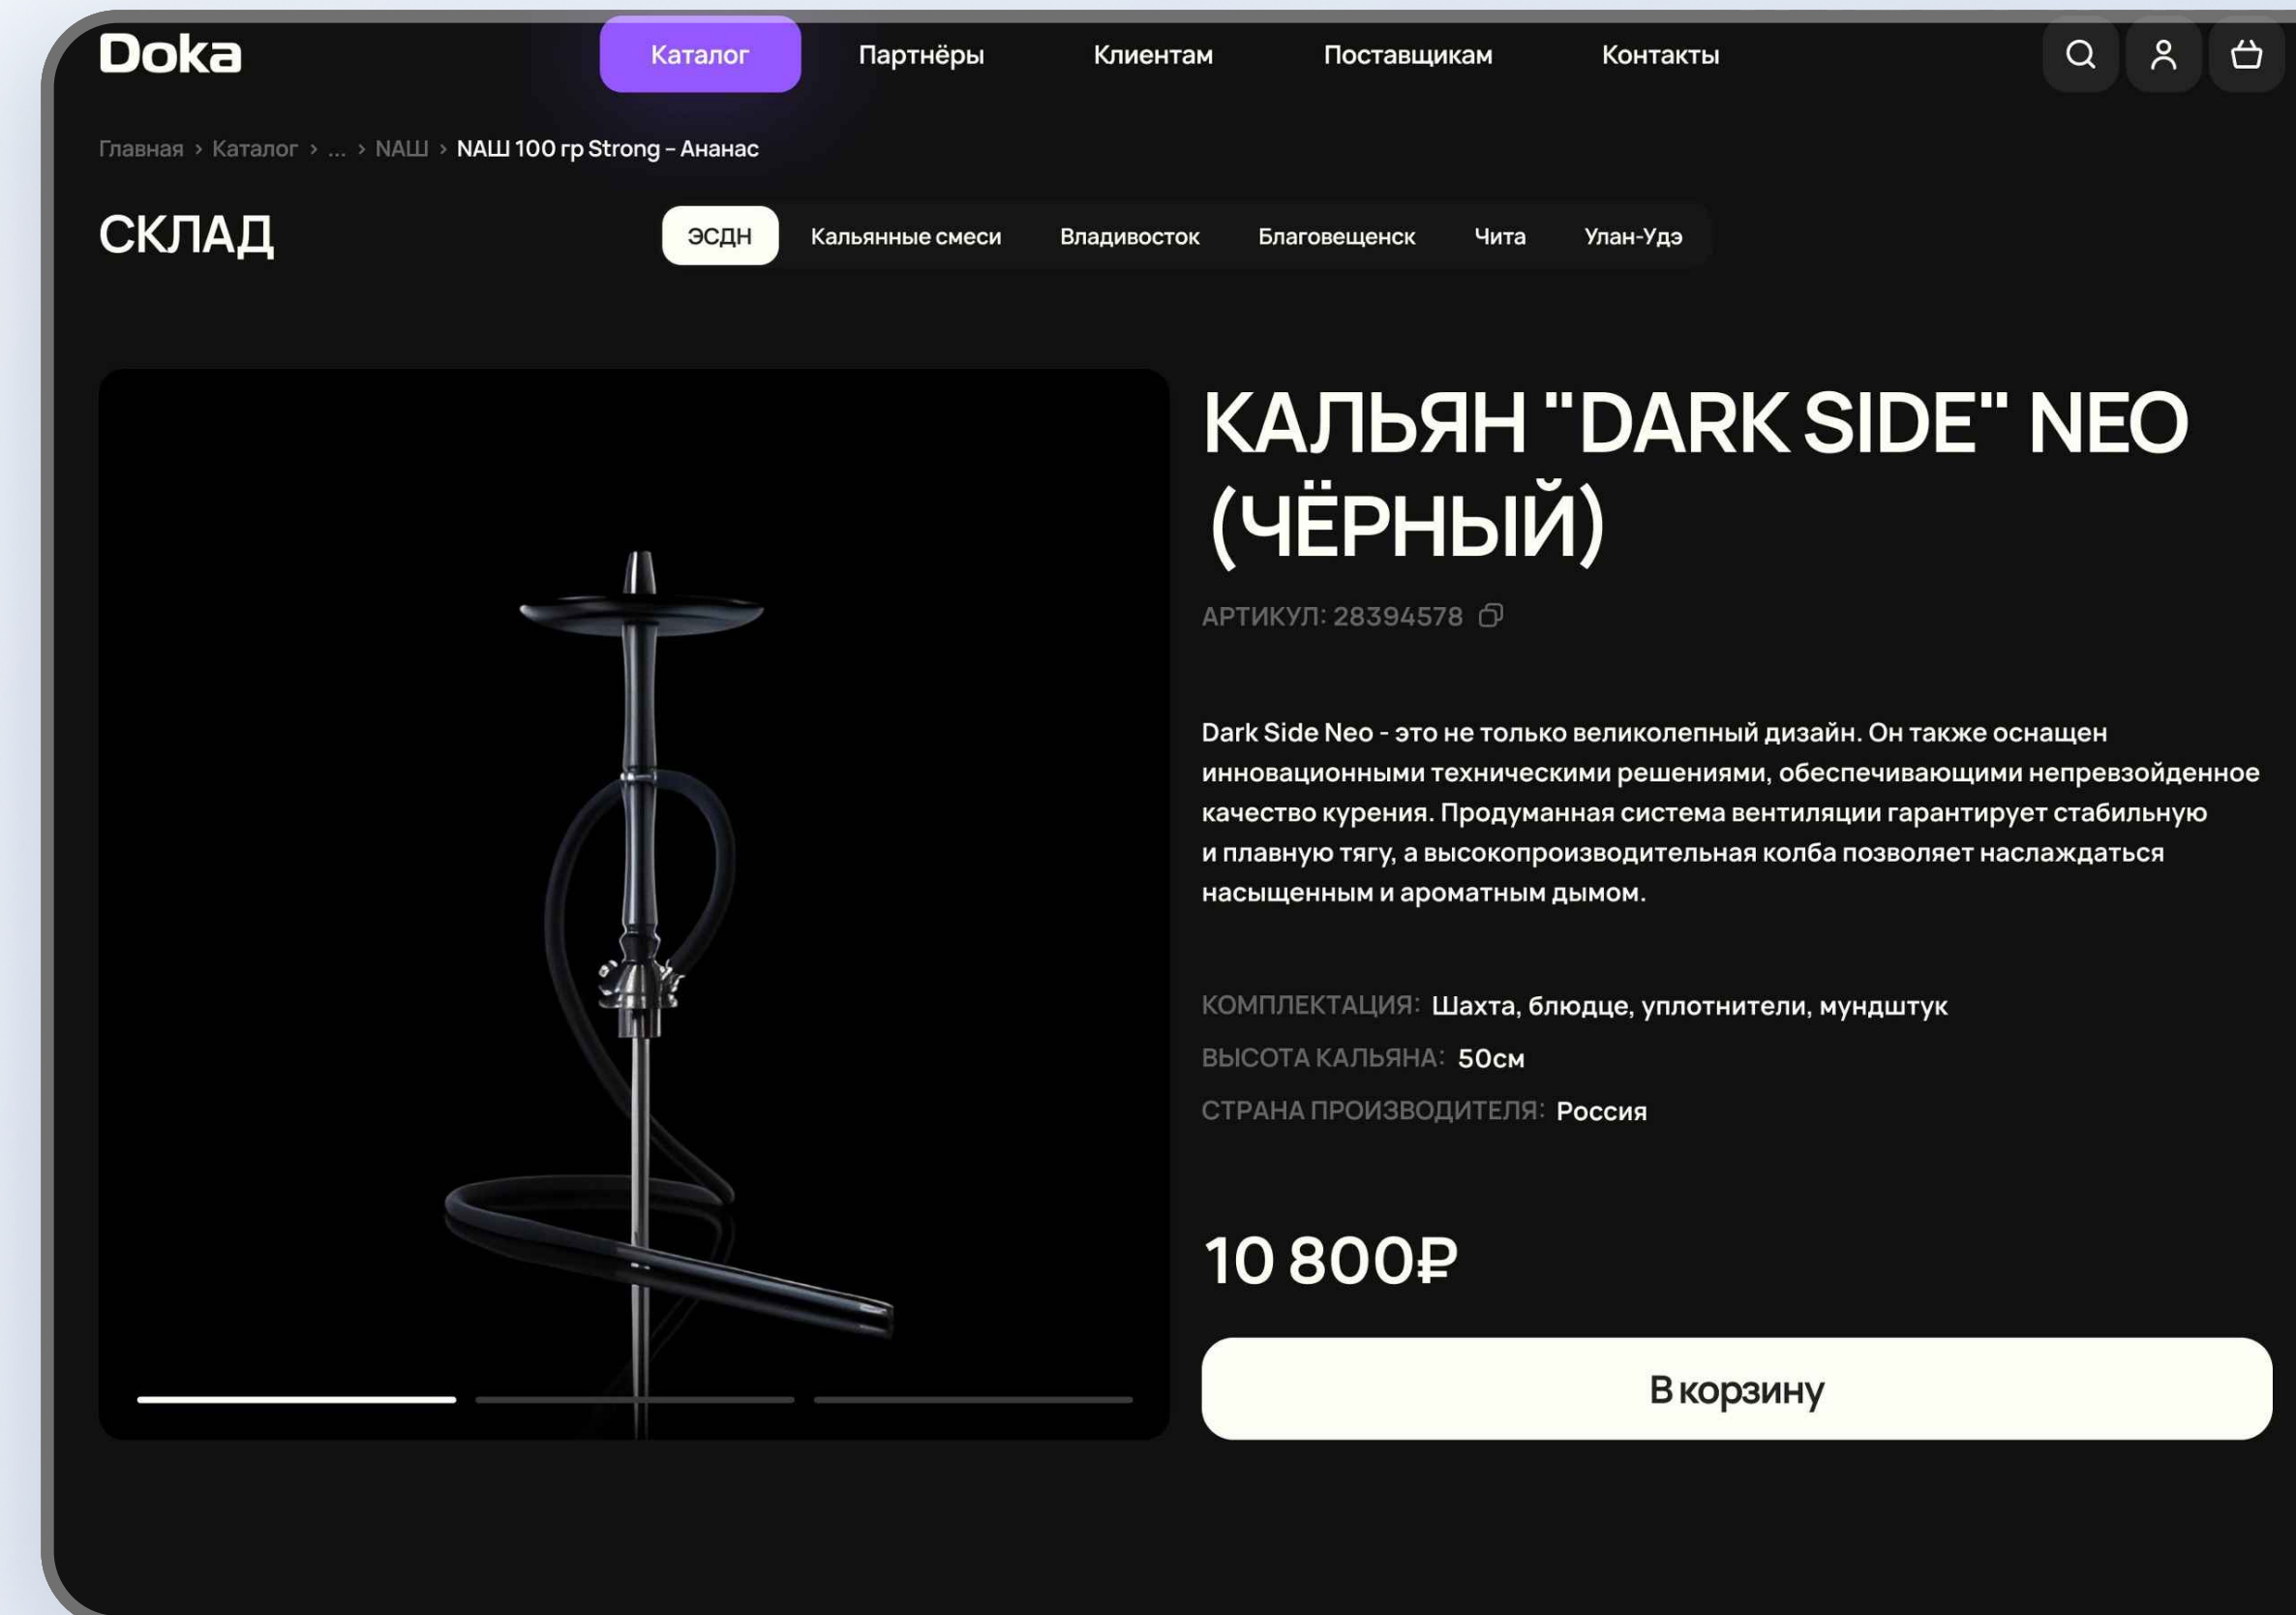 Doka
Каталог
Партнёры
Клиентам
Поставщикам
Контакты
Главная › Каталог › ... › NАШ › NАШ 100 гр Strong – Ананас
СКЛАД
ЭСДН
Кальянные смеси
Владивосток
Благовещенск
Чита
Улан-Удэ
КАЛЬЯН "DARK SIDE" NEO
(ЧЁРНЫЙ)
АРТИКУЛ: 28394578
Dark Side Neo - это не только великолепный дизайн. Он также оснащен
инновационными техническими решениями, обеспечивающими непревзойденное
качество курения. Продуманная система вентиляции гарантирует стабильную
и плавную тягу, а высокопроизводительная колба позволяет наслаждаться
насыщенным и ароматным дымом.
КОМПЛЕКТАЦИЯ: Шахта, блюдце, уплотнители, мундштук
ВЫСОТА КАЛЬЯНА: 50см
СТРАНА ПРОИЗВОДИТЕЛЯ: Россия
10 800₽
В корзину